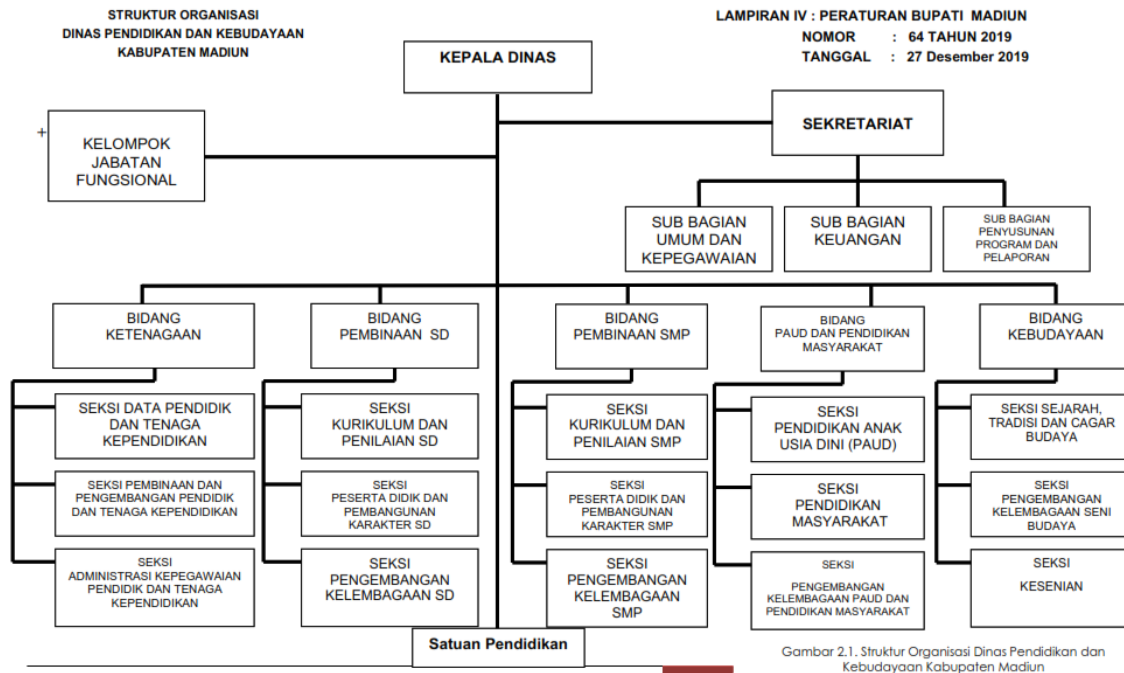 STRUKTUR ORGANISASI
DINAS PENDIDIKAN DAN KEBUDAYAAN
KABUPATEN MADIUN
LAMPIRAN IV : PERATURAN BUPATI MADIUN
NOMOR : 64 TAHUN 2019
TANGGAL : 27 Desember 2019
KEPALA DINAS
SEKRETARIAT
+
KELOMPOK
JABATAN
FUNGSIONAL
SUB BAGIAN
UMUM DAN
KEPEGAWAIAN
SUB BAGIAN
KEUANGAN
SUB BAGIAN
PENYUSUNAN
PROGRAM DAN
PELAPORAN
BIDANG
KETENAGAAN
BIDANG
PEMBINAAN SD
BIDANG
PEMBINAAN SMP
BIDANG
PAUD DAN PENDIDIKAN
MASYARAKAT
BIDANG
KEBUDAYAAN
SEKSI DATA PENDIDIK
DAN TENAGA
KEPENDIDIKAN
SEKSI
KURIKULUM DAN
PENILAIAN SD
SEKSI
KURIKULUM DAN
PENILAIAN SMP
SEKSI
PENDIDIKAN ANAK
USIA DINI (PAUD)
SEKSI SEJARAH,
TRADISI DAN CAGAR
BUDAYA
SEKSI PEMBINAAN DAN
PENGEMBANGAN PENDIDIK
DAN TENAGA KEPENDIDIKAN
SEKSI
PESERTA DIDIK DAN
PEMBANGUNAN
KARAKTER SD
SEKSI
PESERTA DIDIK DAN
PEMBANGUNAN
KARAKTER SMP
SEKSI
PENDIDIKAN
MASYARAKAT
SEKSI
PENGEMBANGAN
KELEMBAGAAN SENI
BUDAYA
SEKSI
ADMINISTRASI KEPEGAWAIAN
PENDIDIK DAN TENAGA
KEPENDIDIKAN
SEKSI
PENGEMBANGAN
KELEMBAGAAN SD
SEKSI
PENGEMBANGAN
KELEMBAGAAN
SMP
SEKSI
PENGEMBANGAN
KELEMBAGAAN PAUD DAN
PENDIDIKAN MASYARAKAT
SEKSI
KESENIAN
Satuan Pendidikan
Gambar 2.1. Struktur Organisasi Dinas Pendidikan dan
Kebudayaan Kabupaten Madiun